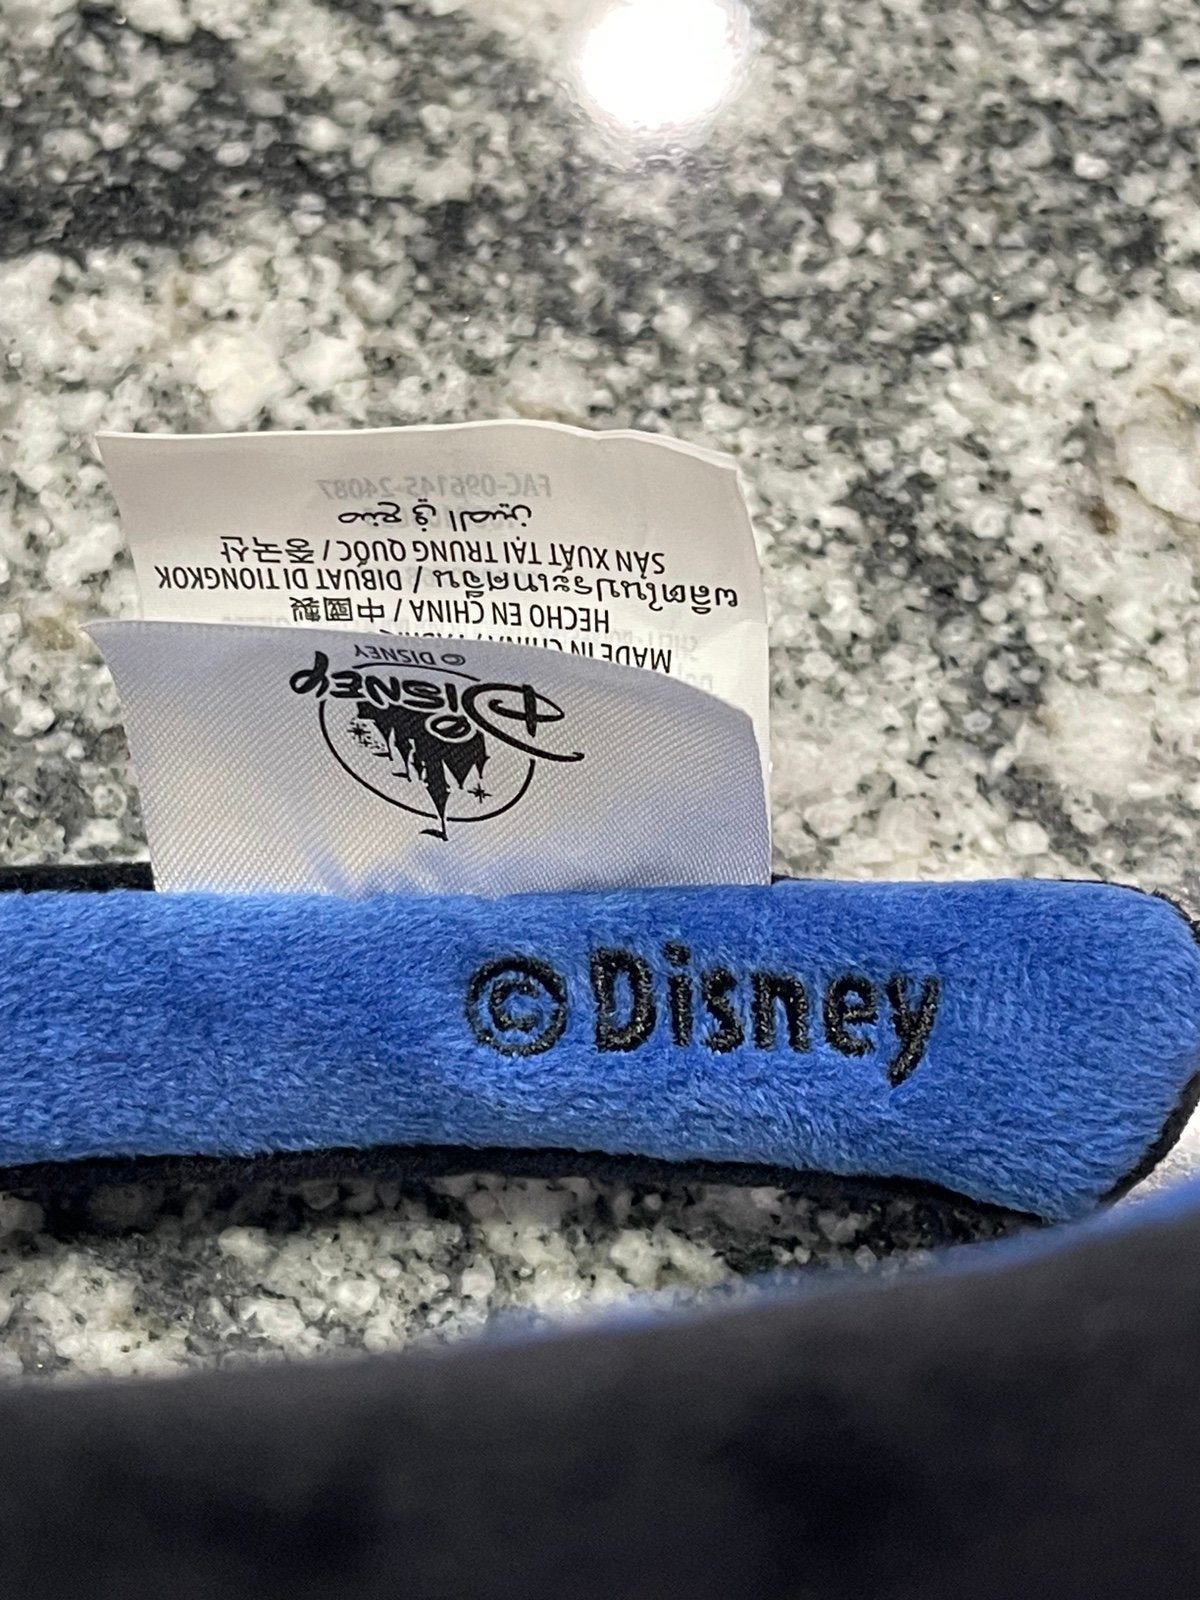 DISNEY
© DISNEY
MADE IN CHINA /
HECHO EN CHINA / 中國製
ผลิตในประเทศจีน / DIBUAT DI TIONGKOK
SẢN XUẤT TẠI TRUNG QUỐC / 중국산
صنع في الصين
FAC-096145-24087
©Disney